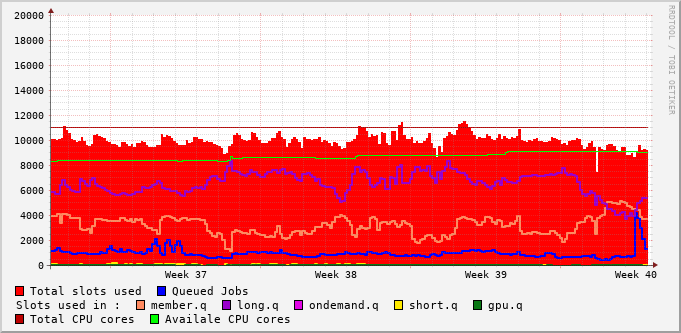 RRDTOOL / TOBI OETIKER
20000
18000
16000
14000
12000
10000
8000
6000
4000
2000
0
Week 37 Week 38 Week 39 Week 40
Total slots used Queued Jobs
Slots used in : member.q long.q ondemand.q short.q gpu.q
Total CPU cores Availale CPU cores